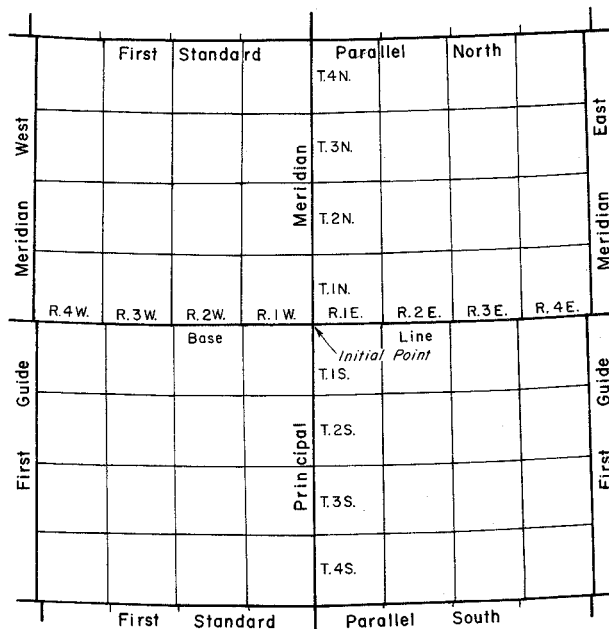 First Standard Parallel North
T.4N.
T.3N.
T.2N.
T.1N.
R.4W. R.3W. R.2W R.1W R.1E. R.2E. R.3E. R.4E.
Base Line
Initial Point
T.1S.
T.2S.
T.3S.
T.4S.
First Standard Parallel South
First Guide Meridian West
Principal Meridian
First Guide Meridian East